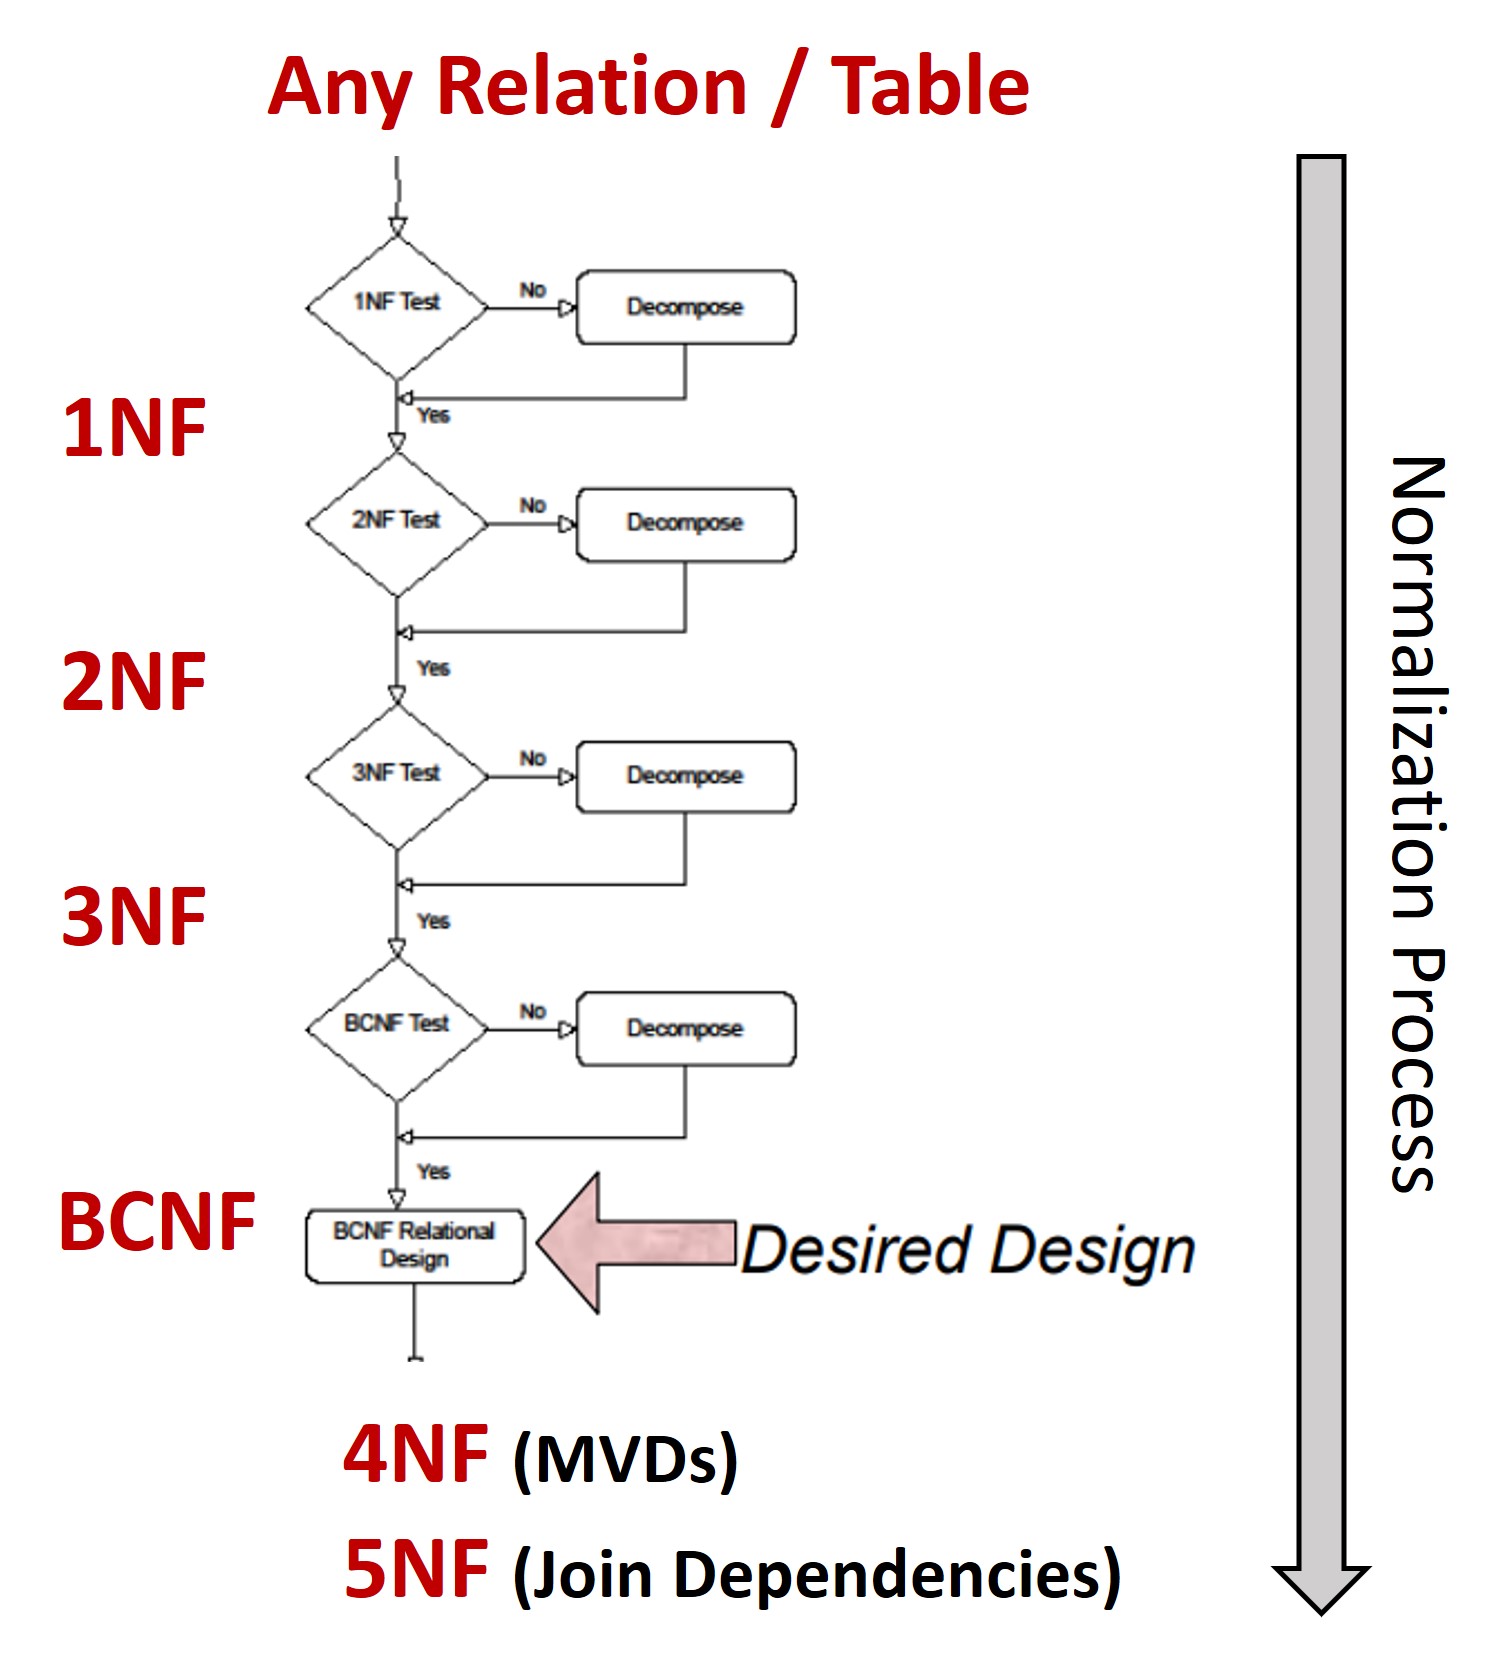 Any Relation / Table
1NF Test
No
Decompose
1NF
Yes
2NF Test
No
Decompose
2NF
Yes
3NF Test
No
Decompose
3NF
Yes
BCNF Test
No
Decompose
BCNF
Yes
BCNF Relational
Design
Desired Design
4NF (MVDs)
5NF (Join Dependencies)
Normalization Process